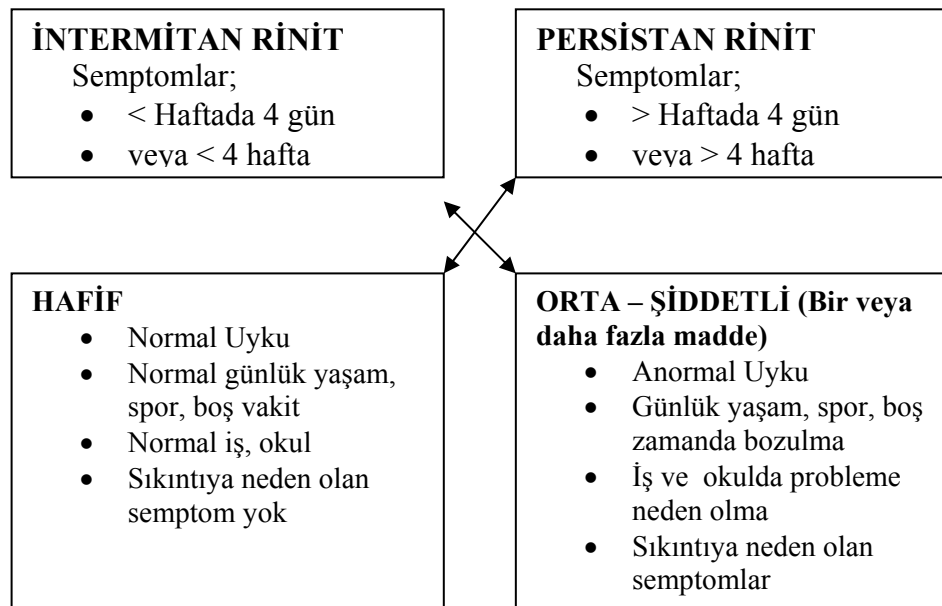 İNTERMİTAN RİNİT
Semptomlar;
• < Haftada 4 gün
• veya < 4 hafta
PERSİSTAN RİNİT
Semptomlar;
• > Haftada 4 gün
• veya > 4 hafta
HAFİF
• Normal Uyku
• Normal günlük yaşam,
spor, boş vakit
• Normal iş, okul
• Sıkıntıya neden olan
semptom yok
ORTA – ŞİDDETLİ (Bir veya
daha fazla madde)
• Anormal Uyku
• Günlük yaşam, spor, boş
zamanda bozulma
• İş ve okulda probleme
neden olma
• Sıkıntıya neden olan
semptomlar